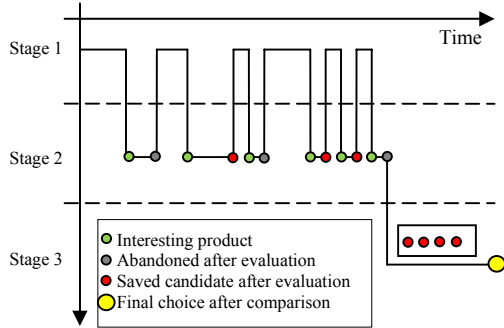 Stage 1
Time
Stage 2
Stage 3
Interesting product
Abandoned after evaluation
Saved candidate after evaluation
Final choice after comparison